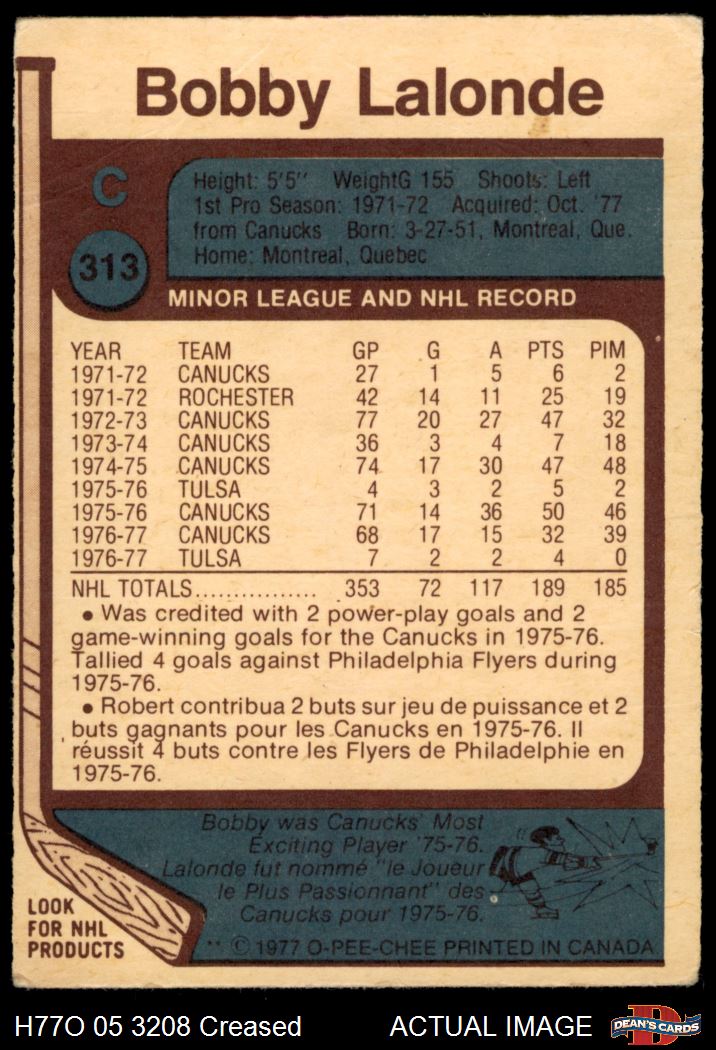 Bobby Lalonde
C
313
Height: 5'5" WeightG 155 Shoots: Left
1st Pro Season: 1971-72 Acquired: Oct. '77
from Canucks Born: 3-27-51, Montreal, Que.
Home: Montreal, Quebec
MINOR LEAGUE AND NHL RECORD
YEAR TEAM GP G A PTS PIM
1971-72 CANUCKS 27 1 5 6 2
1971-72 ROCHESTER 42 14 11 25 19
1972-73 CANUCKS 77 20 27 47 32
1973-74 CANUCKS 36 3 4 7 18
1974-75 CANUCKS 74 17 30 47 48
1975-76 TULSA 4 3 2 5 2
1975-76 CANUCKS 71 14 36 50 46
1976-77 CANUCKS 68 17 15 32 39
1976-77 TULSA 7 2 2 4 0
NHL TOTALS................ 353 72 117 189 185
• Was credited with 2 power-play goals and 2
game-winning goals for the Canucks in 1975-76.
Tallied 4 goals against Philadelphia Flyers during
1975-76.
• Robert contribua 2 buts sur jeu de puissance et 2
buts gagnants pour les Canucks en 1975-76. Il
réussit 4 buts contre les Flyers de Philadelphie en
1975-76.
Bobby was Canucks' Most
Exciting Player '75-76.
Lalonde fut nommé "le Joueur
le Plus Passionnant" des
Canucks pour 1975-76.
LOOK
FOR NHL
PRODUCTS
** © 1977 O-PEE-CHEE PRINTED IN CANADA
H77O 05 3208 Creased ACTUAL IMAGE
D
DEAN'S CARDS